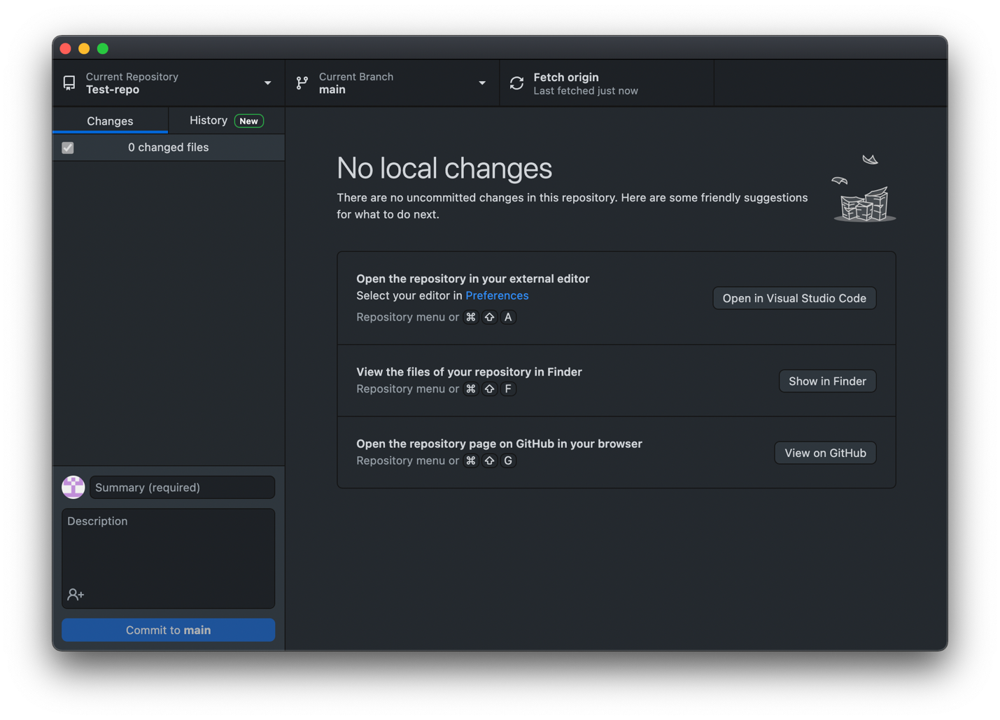 Current Repository
Test-repo
Current Branch
main
Fetch origin
Last fetched just now
Changes
History New
0 changed files
No local changes
There are no uncommitted changes in this repository. Here are some friendly suggestions
for what to do next.
Open the repository in your external editor
Select your editor in Preferences
Repository menu or ⌘ ⇧ A
Open in Visual Studio Code
View the files of your repository in Finder
Repository menu or ⌘ ⇧ F
Show in Finder
Open the repository page on GitHub in your browser
Repository menu or ⌘ ⇧ G
View on GitHub
Summary (required)
Description
Commit to main